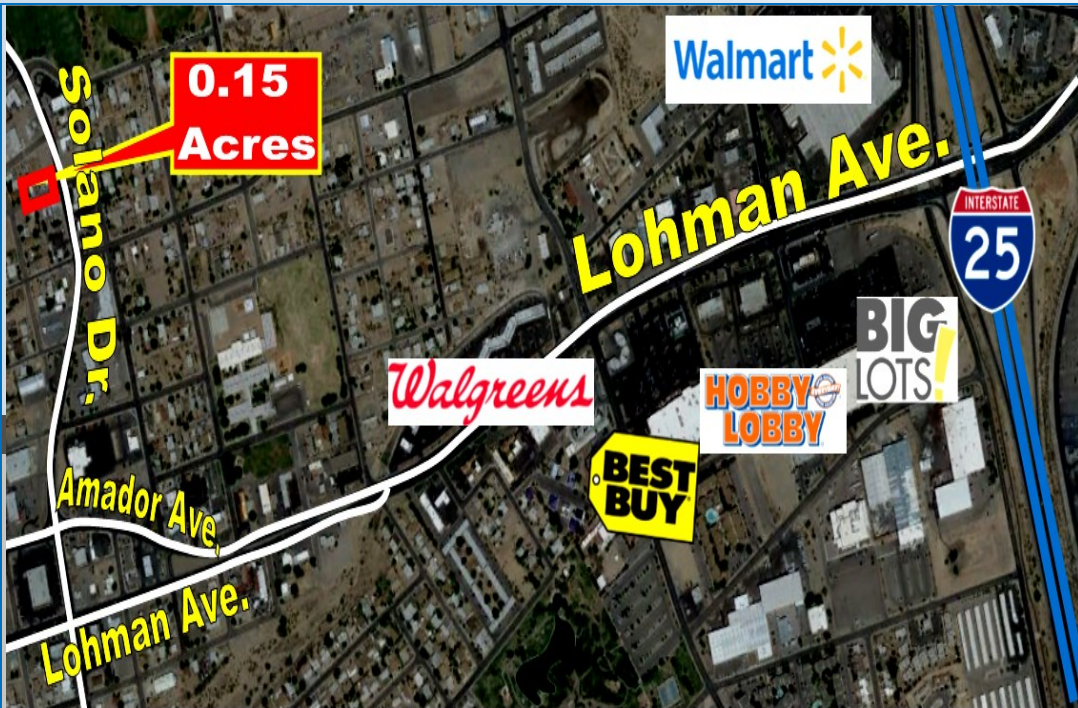 Walmart
0.15
Acres
Solano Dr.
Lohman Ave.
INTERSTATE
25
BIG
LOTS!
Walgreens
HOBBY
LOBBY
BEST
BUY
Amador Ave,
Lohman Ave.